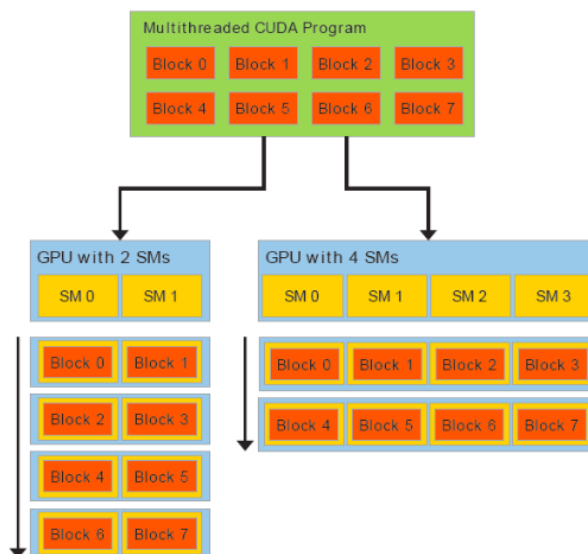 Multithreaded CUDA Program
Block 0 Block 1 Block 2 Block 3
Block 4 Block 5 Block 6 Block 7
GPU with 2 SMs
SM 0 SM 1
Block 0 Block 1
Block 2 Block 3
Block 4 Block 5
Block 6 Block 7
GPU with 4 SMs
SM 0 SM 1 SM 2 SM 3
Block 0 Block 1 Block 2 Block 3
Block 4 Block 5 Block 6 Block 7